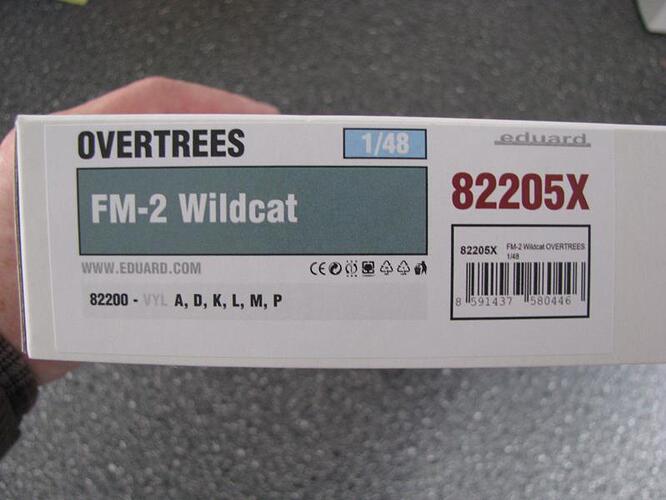 OVERTREES
1/48
eduard
FM-2 Wildcat
82205X
WWW.EDUARD.COM
82200 - VYL A, D, K, L, M, P
82205X
FM-2 Wildcat OVERTREES
1/48
8 591437 580446